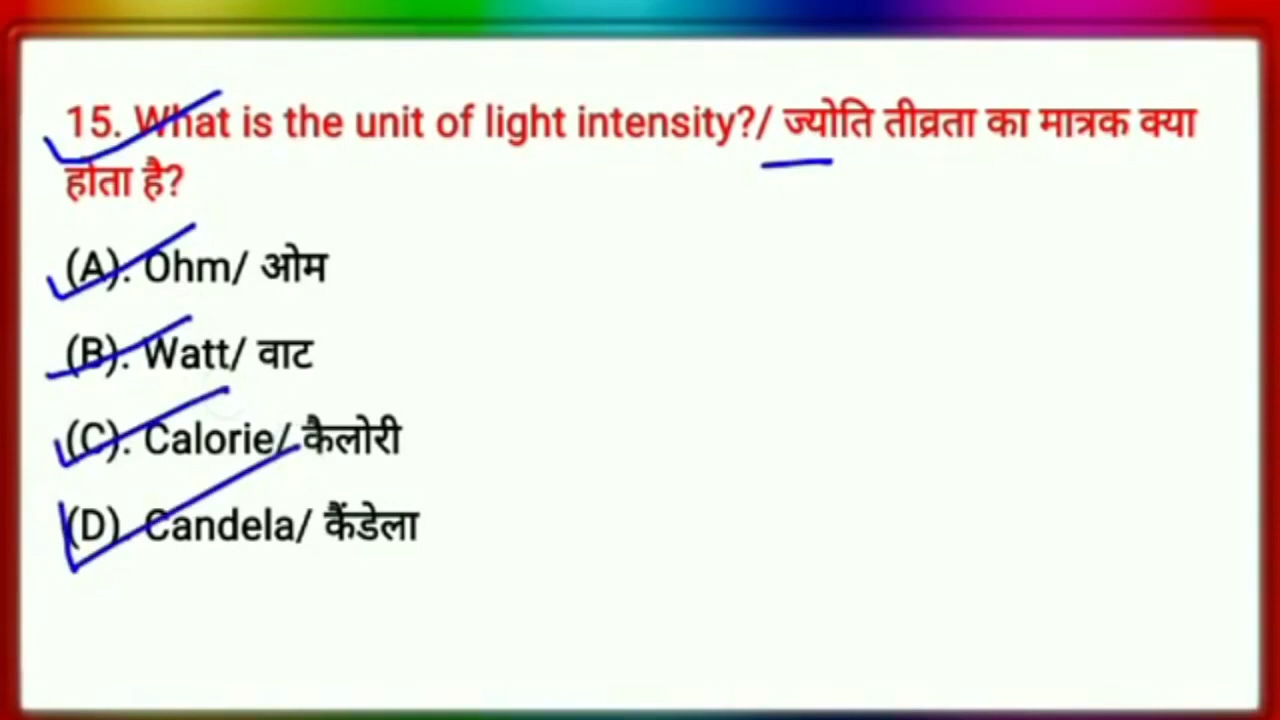 15. What is the unit of light intensity?/ ज्योति तीव्रता का मात्रक क्या
होता है?
(A). Ohm/ ओम
(B). Watt/ वाट
(C). Calorie/ कैलोरी
(D). Candela/ कैंडेला